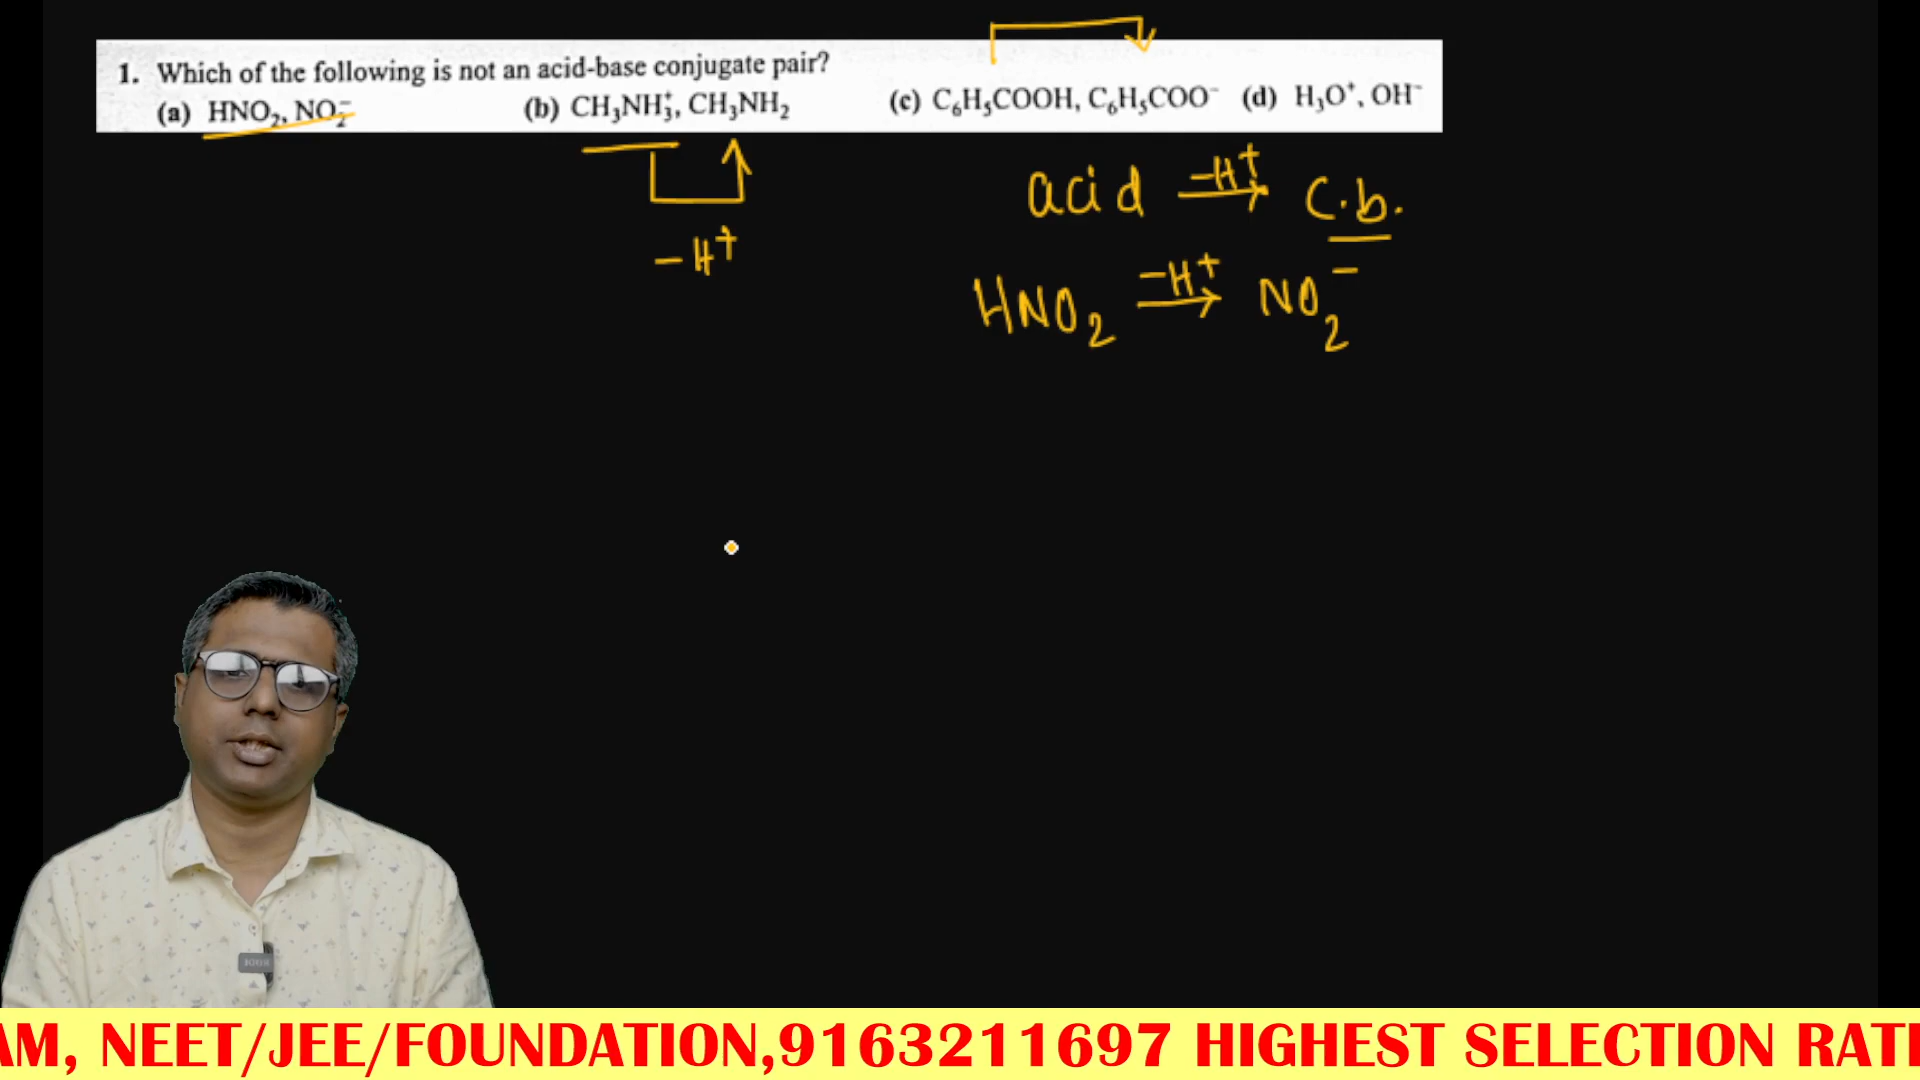 1. Which of the following is not an acid-base conjugate pair?
(a) HNO₂, NO₂⁻ (b) CH₃NH₃⁺, CH₃NH₂ (c) C₆H₅COOH, C₆H₅COO⁻ (d) H₃O⁺, OH⁻
acid –H⁺→ C.b.
–H⁺
HNO₂ –H⁺→ NO₂⁻
AM, NEET/JEE/FOUNDATION,9163211697 HIGHEST SELECTION RAT